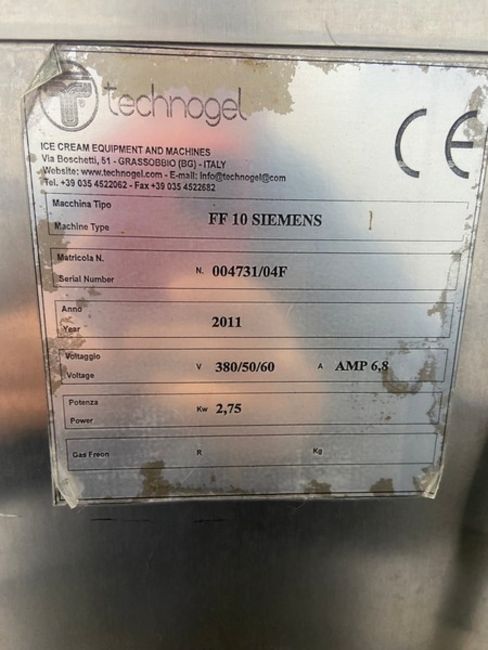 technogel
ICE CREAM EQUIPMENT AND MACHINES
Via Boschetti, 51 - GRASSOBBIO (BG) - ITALY
Website: www.technogel.com - E-mail: info@technogel.com
Tel. +39 035 4522062 - Fax +39 035 4522682
CE
Macchina Tipo
Machine Type FF 10 SIEMENS
Matricola N.
Serial Number N. 004731/04F
Anno
Year 2011
Voltaggio
Voltage V 380/50/60 A AMP 6,8
Potenza
Power Kw 2,75
Gas Freon R Kg